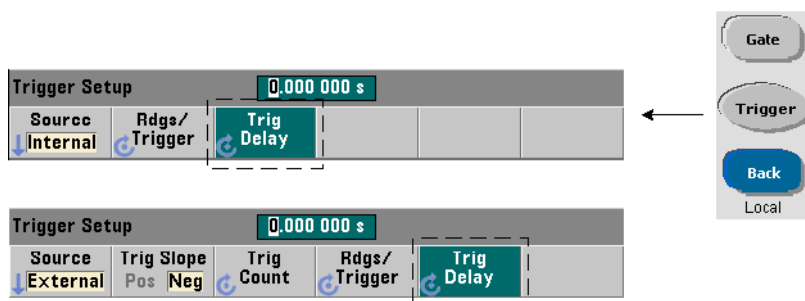 Gate
Trigger Setup
0.000 000 s
Source
Internal
Rdgs/
Trigger
Trig
Delay
Trigger
Back
Local
Trigger Setup
0.000 000 s
Source
External
Trig Slope
Pos Neg
Trig
Count
Rdgs/
Trigger
Trig
Delay